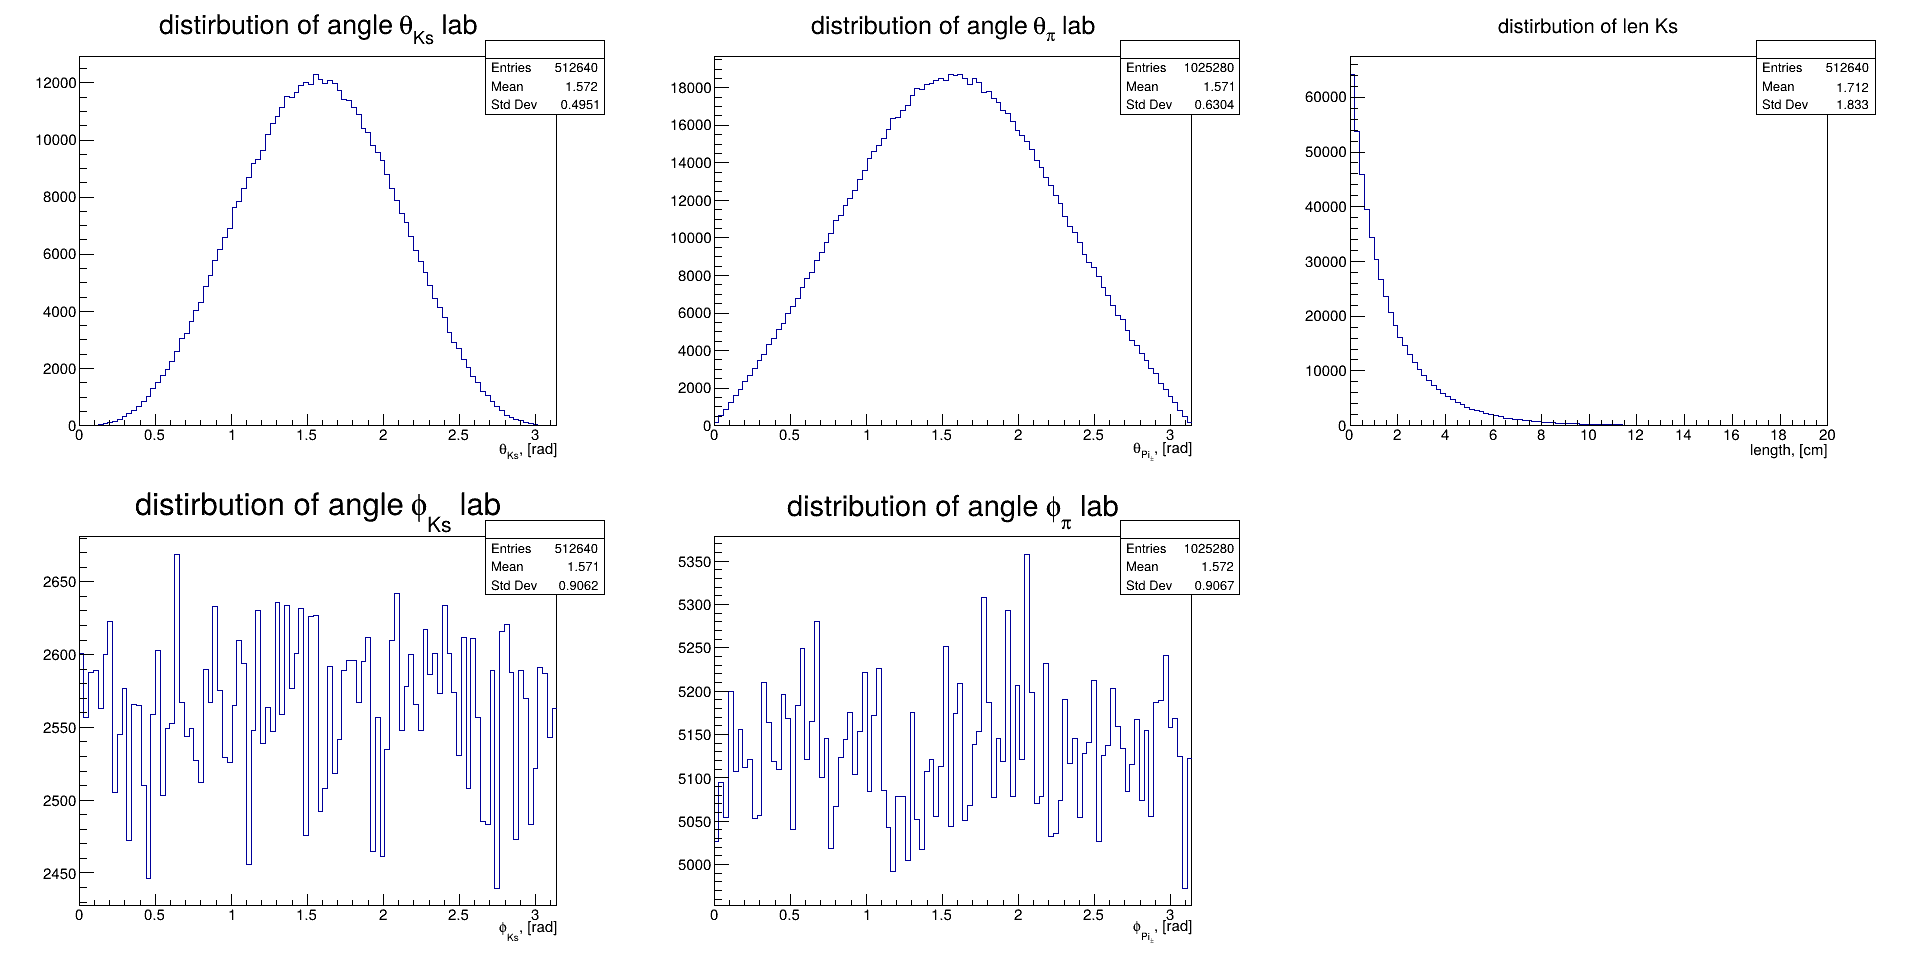 distirbution of angle θKs lab
Entries 512640
Mean 1.572
Std Dev 0.4951
12000
10000
8000
6000
4000
2000
0
0 0.5 1 1.5 2 2.5 3
θKs, [rad]
distribution of angle θπ lab
Entries 1025280
Mean 1.571
Std Dev 0.6304
18000
16000
14000
12000
10000
8000
6000
4000
2000
0
0 0.5 1 1.5 2 2.5 3
θPi±, [rad]
distirbution of len Ks
Entries 512640
Mean 1.712
Std Dev 1.833
60000
50000
40000
30000
20000
10000
0
0 2 4 6 8 10 12 14 16 18 20
length, [cm]
distirbution of angle ϕKs lab
Entries 512640
Mean 1.571
Std Dev 0.9062
2650
2600
2550
2500
2450
0 0.5 1 1.5 2 2.5 3
ϕKs, [rad]
distribution of angle ϕπ lab
Entries 1025280
Mean 1.572
Std Dev 0.9067
5350
5300
5250
5200
5150
5100
5050
5000
0 0.5 1 1.5 2 2.5 3
ϕPi±, [rad]